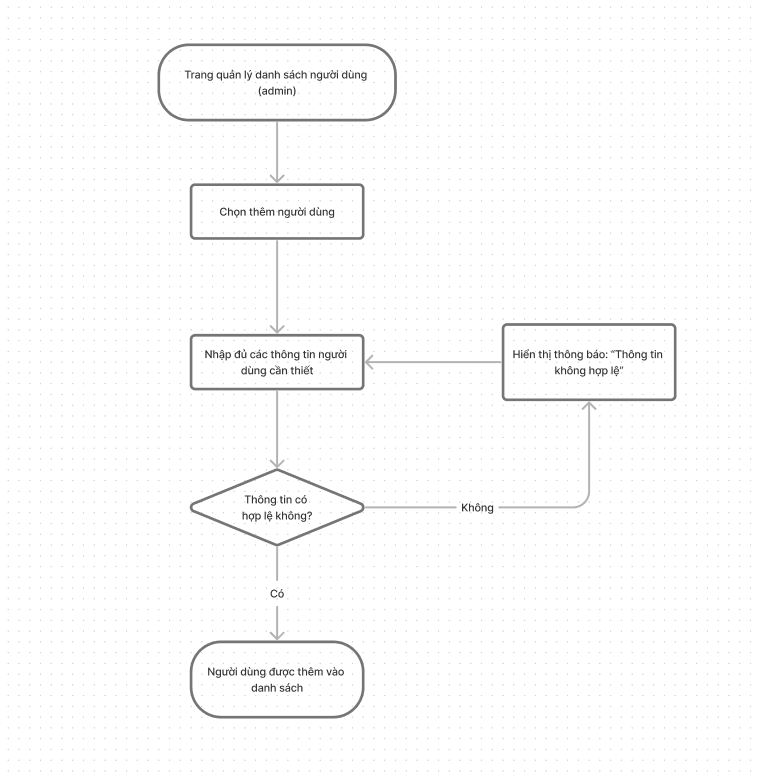 Trang quản lý danh sách người dùng
(admin)
Chọn thêm người dùng
Nhập đủ các thông tin người
dùng cần thiết
Hiển thị thông báo: “Thông tin
không hợp lệ”
Thông tin có
hợp lệ không?
Không
Có
Người dùng được thêm vào
danh sách